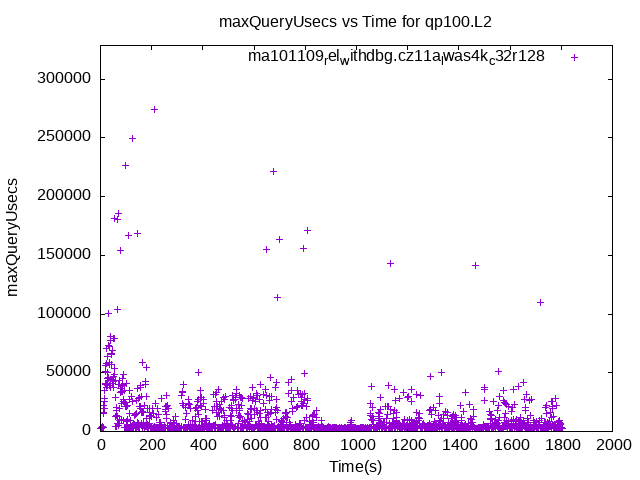 maxQueryUsecs vs Time for qp100.L2
ma101109relwithdbg.cz11aiwas4kc32r128
300000
250000
200000
150000
100000
50000
0
maxQueryUsecs
0 200 400 600 800 1000 1200 1400 1600 1800 2000
Time(s)